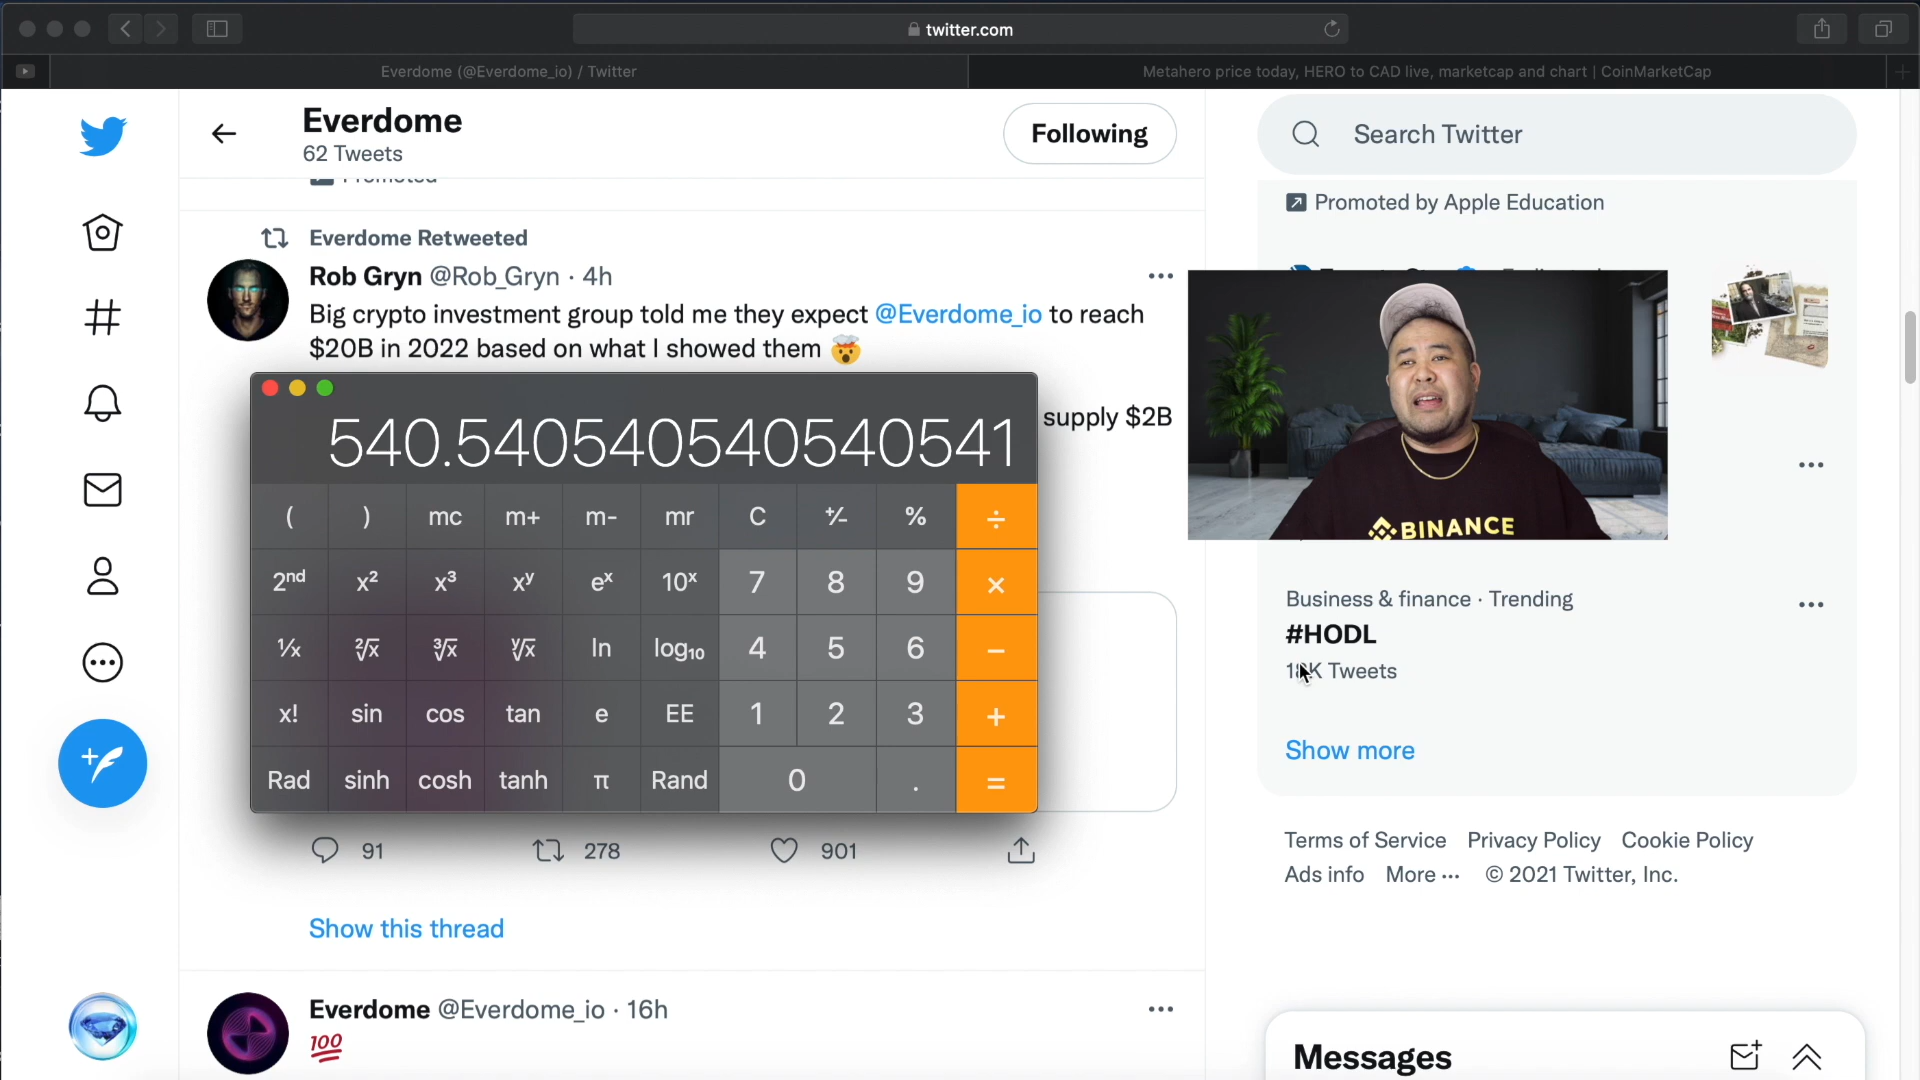 twitter.com
Everdome (@Everdome_io) / Twitter
Metahero price today, HERO to CAD live, marketcap and chart | CoinMarketCap
Everdome
62 Tweets
Following
Search Twitter
Promoted
Promoted by Apple Education
Everdome Retweeted
Rob Gryn @Rob_Gryn · 4h
Big crypto investment group told me they expect @Everdome_io to reach
$20B in 2022 based on what I showed them 🤯
supply $2B
540.540540540540541
( ) mc m+ m- mr C +/- % ÷
2nd x² x³ xʸ eˣ 10ˣ 7 8 9 ×
1/x ²√x ³√x ʸ√x ln log₁₀ 4 5 6 −
x! sin cos tan e EE 1 2 3 +
Rad sinh cosh tanh π Rand 0 . =
BINANCE
Business & finance · Trending
#HODL
Tweets
Show more
91 278 901
Show this thread
Terms of Service Privacy Policy Cookie Policy
Ads info More ··· © 2021 Twitter, Inc.
Everdome @Everdome_io · 16h
💯
Messages